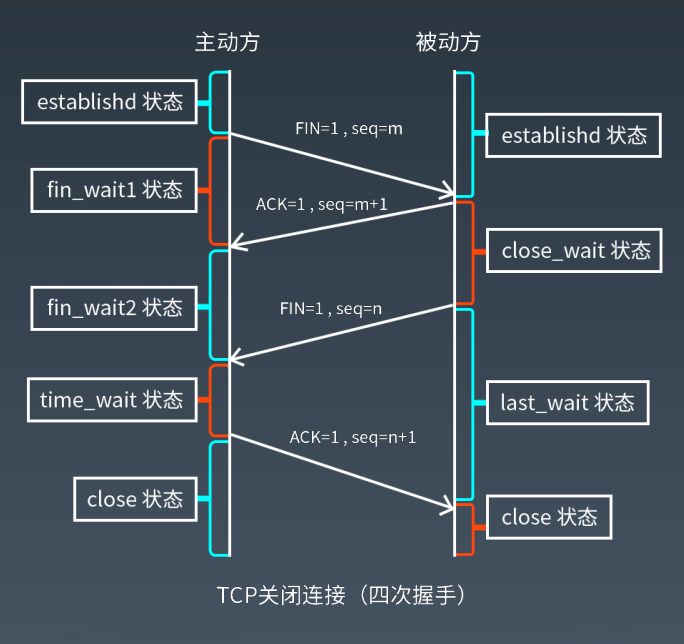 主动方
被动方
establishd 状态
FIN=1 , seq=m
establishd 状态
fin_wait1 状态
ACK=1 , seq=m+1
close_wait 状态
fin_wait2 状态
FIN=1 , seq=n
time_wait 状态
last_wait 状态
ACK=1 , seq=n+1
close 状态
close 状态
TCP关闭连接（四次握手）